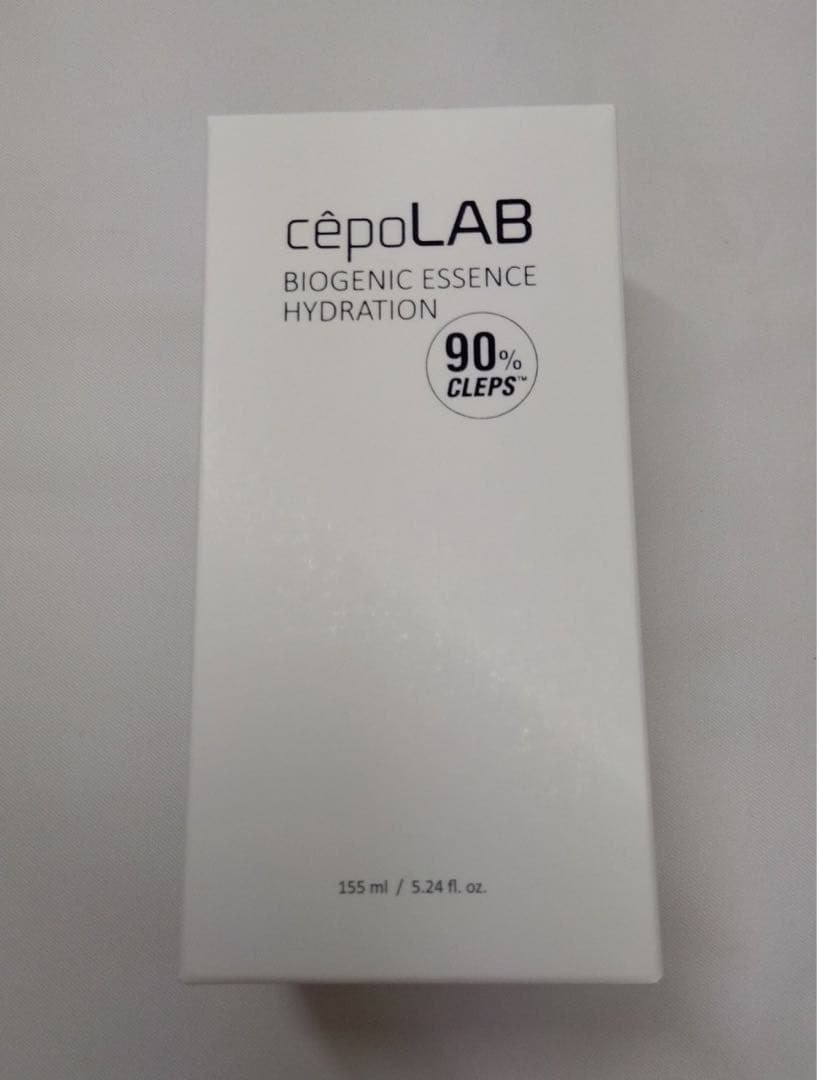 cêpoLAB
BIOGENIC ESSENCE
HYDRATION
90%
CLEPS™
155 ml / 5.24 fl. oz.